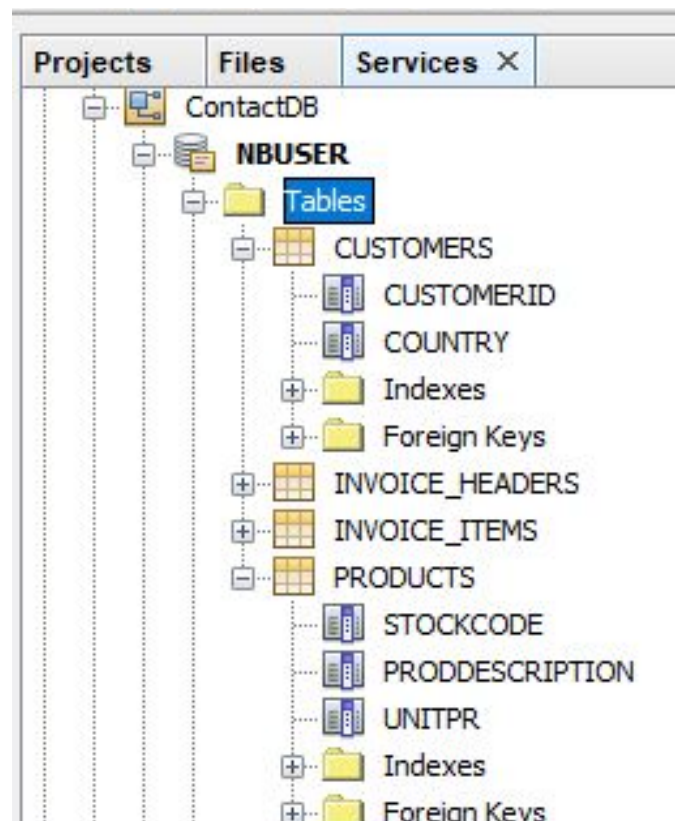 Projects Files Services ×
ContactDB
NBUSER
Tables
CUSTOMERS
CUSTOMERID
COUNTRY
Indexes
Foreign Keys
INVOICE_HEADERS
INVOICE_ITEMS
PRODUCTS
STOCKCODE
PRODDESCRIPTION
UNITPR
Indexes
Foreign Keys